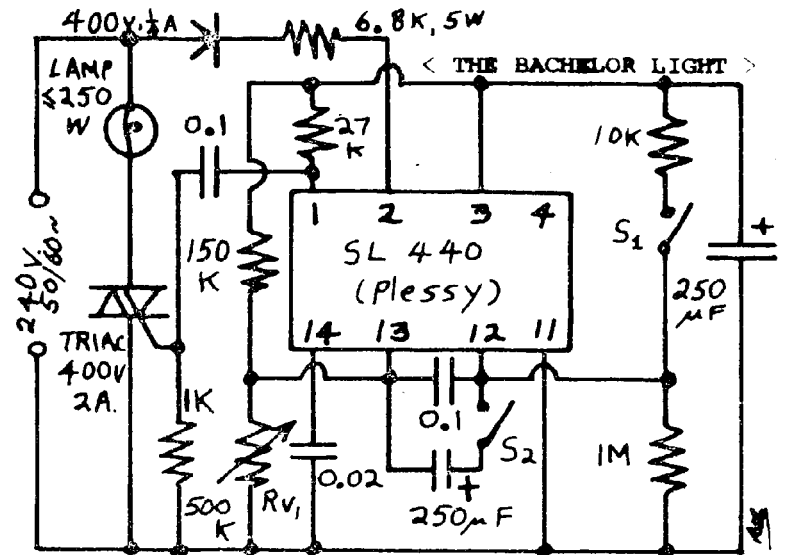 400V.½A
6.8K, 5W
< THE BACHELOR LIGHT >
LAMP
≤250
W
0.1
27
K
10K
1 2 3 4
S1
+
SL 440
(Plessy)
150
K
240V.
50/60~
250
μF
14 13 12 11
TRIAC
400V
2A.
1K
0.1
S2
1M
500
K
RV1
0.02
+
250μF